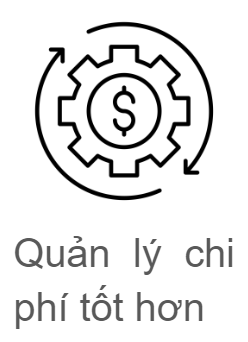 $
Quản lý chi
phí tốt hơn